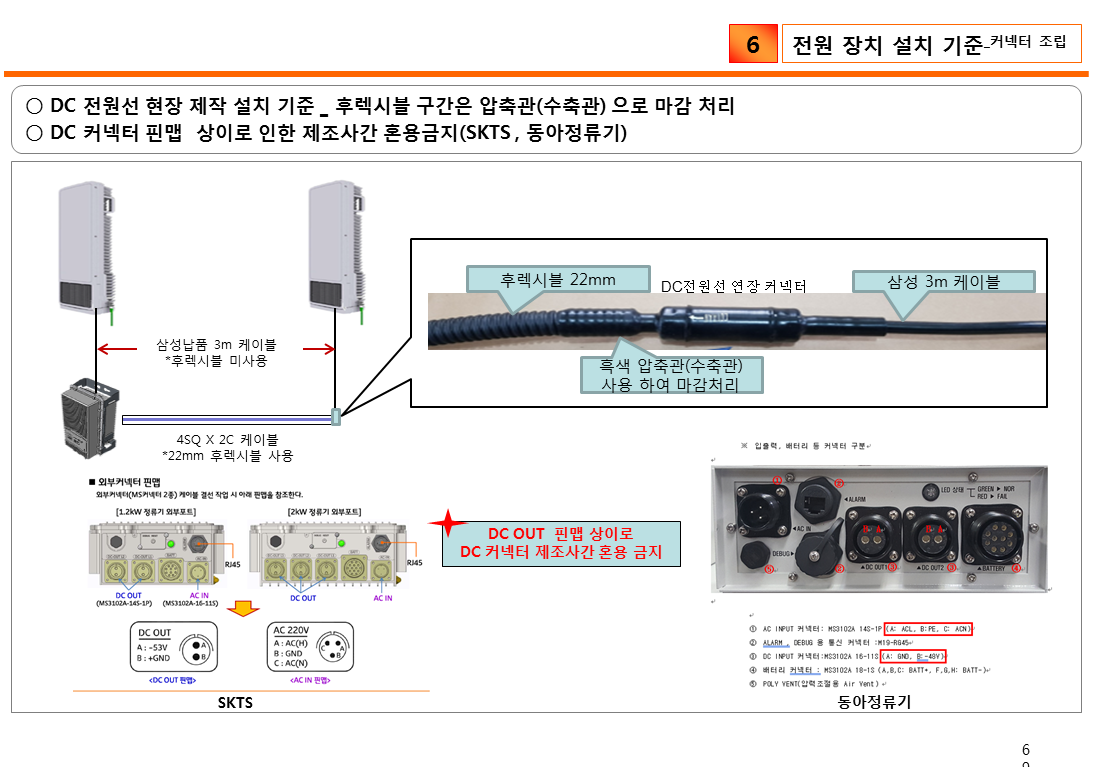 6
전원 장치 설치 기준_커넥터 조립
○ DC 전원선 현장 제작 설치 기준 _ 후렉시블 구간은 압축관(수축관) 으로 마감 처리
○ DC 커넥터 핀맵 상이로 인한 제조사간 혼용금지(SKTS , 동아정류기)
후렉시블 22mm
DC전원선 연장 커넥터
삼성 3m 케이블
흑색 압축관(수축관)
사용 하여 마감처리
삼성납품 3m 케이블
*후렉시블 미사용
4SQ X 2C 케이블
*22mm 후렉시블 사용
■ 외부커넥터 핀맵
외부커넥터(MS커넥터 2종) 케이블 결선 작업 시 아래 핀맵을 참조한다.
[1.2kW 정류기 외부포트]
[2kW 정류기 외부포트]
RJ45
RJ45
DC OUT
(MS3102A-14S-1P)
AC IN
(MS3102A-16-11S)
DC OUT
AC IN
DC OUT
A : -53V
B : +GND
A
B
<DC OUT 핀맵>
AC 220V
A : AC(H)
B : GND
C : AC(N)
C
A
B
<AC IN 핀맵>
SKTS
DC OUT 핀맵 상이로
DC 커넥터 제조사간 혼용 금지
※ 입출력, 배터리 등 커넥터 구분
①
②
▲ALARM
LED 상태
GREEN ▶ NOR
RED ▶ FAIL
◀AC IN
DEBUG▶
⑤
②
▲DC OUT1
③
▲DC OUT2
③
▲BATTERY
④
① AC INPUT 커넥터: MS3102A 14S-1P (A: ACL, B:PE, C: ACN)
② ALARM , DEBUG 용 통신 커넥터 :M19-RG45
③ DC INPUT 커넥터:MS3102A 16-11S (A: GND, B:-48V)
④ 배터리 커넥터 : MS3102A 18-1S (A,B,C: BATT+, F,G,H: BATT-)
⑤ POLY VENT(압력조절용 Air Vent)
동아정류기
6